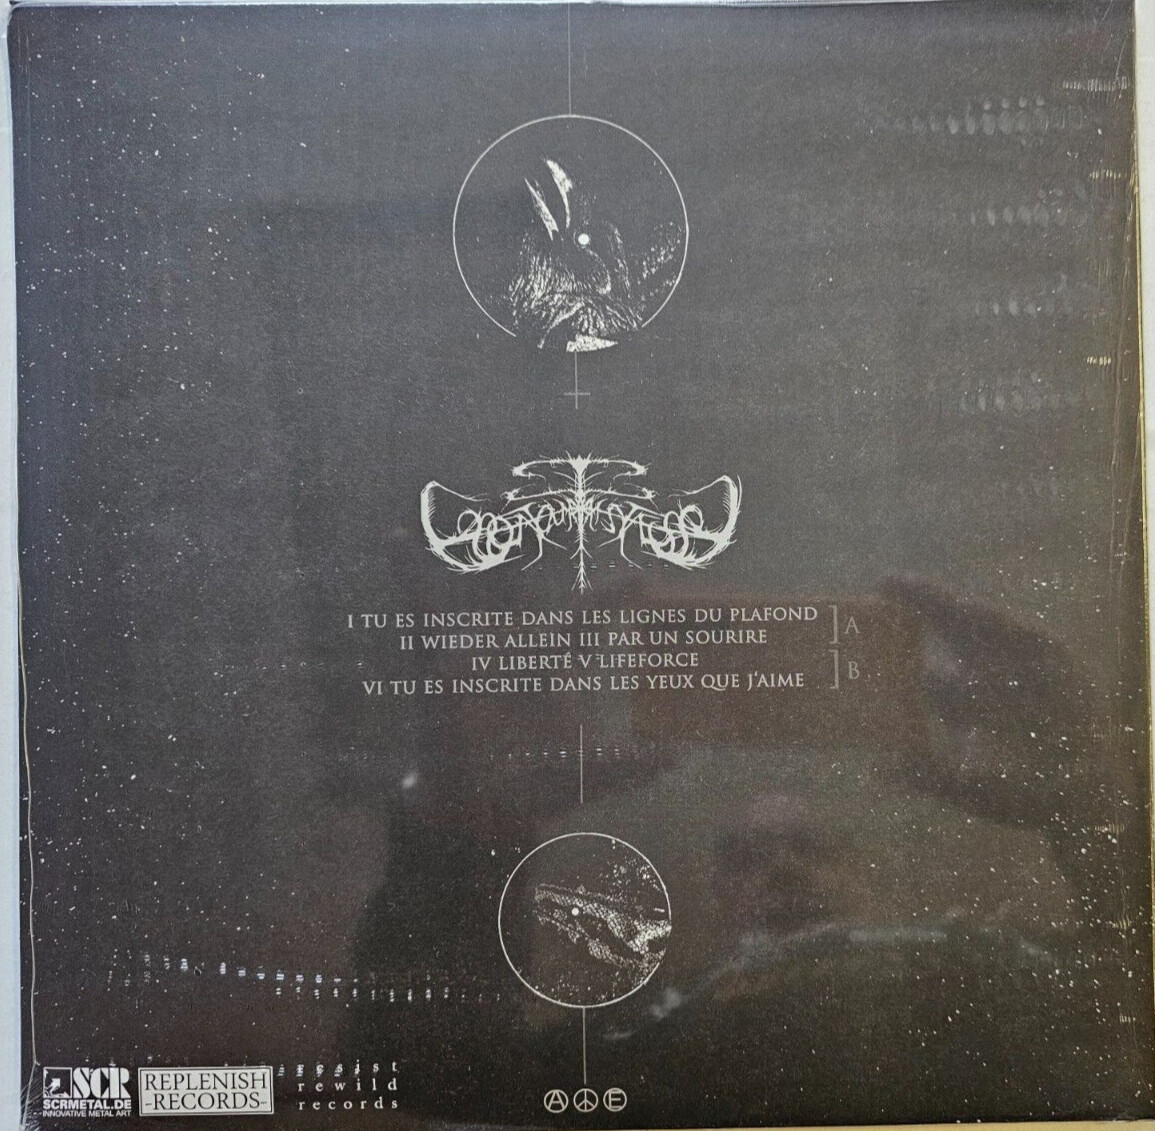 I TU ES INSCRITE DANS LES LIGNES DU PLAFOND
II WIEDER ALLEIN III PAR UN SOURIRE
] A
IV LIBERTÉ V LIFEFORCE
VI TU ES INSCRITE DANS LES YEUX QUE J'AIME
] B
SCR
SCRMETAL.DE
INNOVATIVE METAL ART
REPLENISH
-RECORDS-
resist
rewild
records
A E